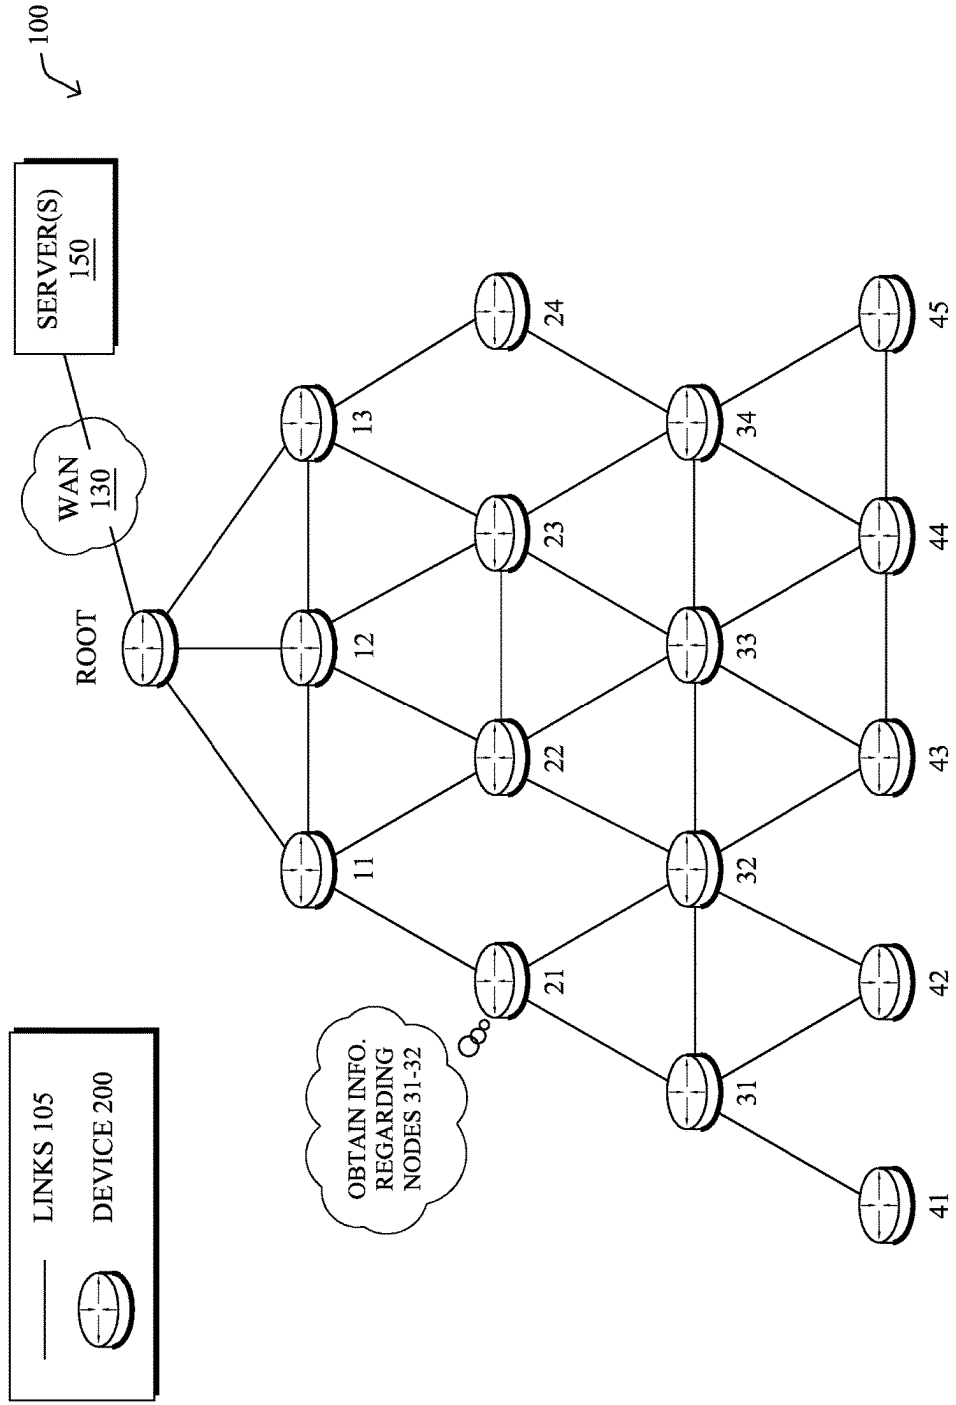 100
SERVER(S)
150
WAN
130
ROOT
LINKS 105
DEVICE 200
11
12
13
OBTAIN INFO.
REGARDING
NODES 31-32
21
22
23
24
31
32
33
34
41
42
43
44
45